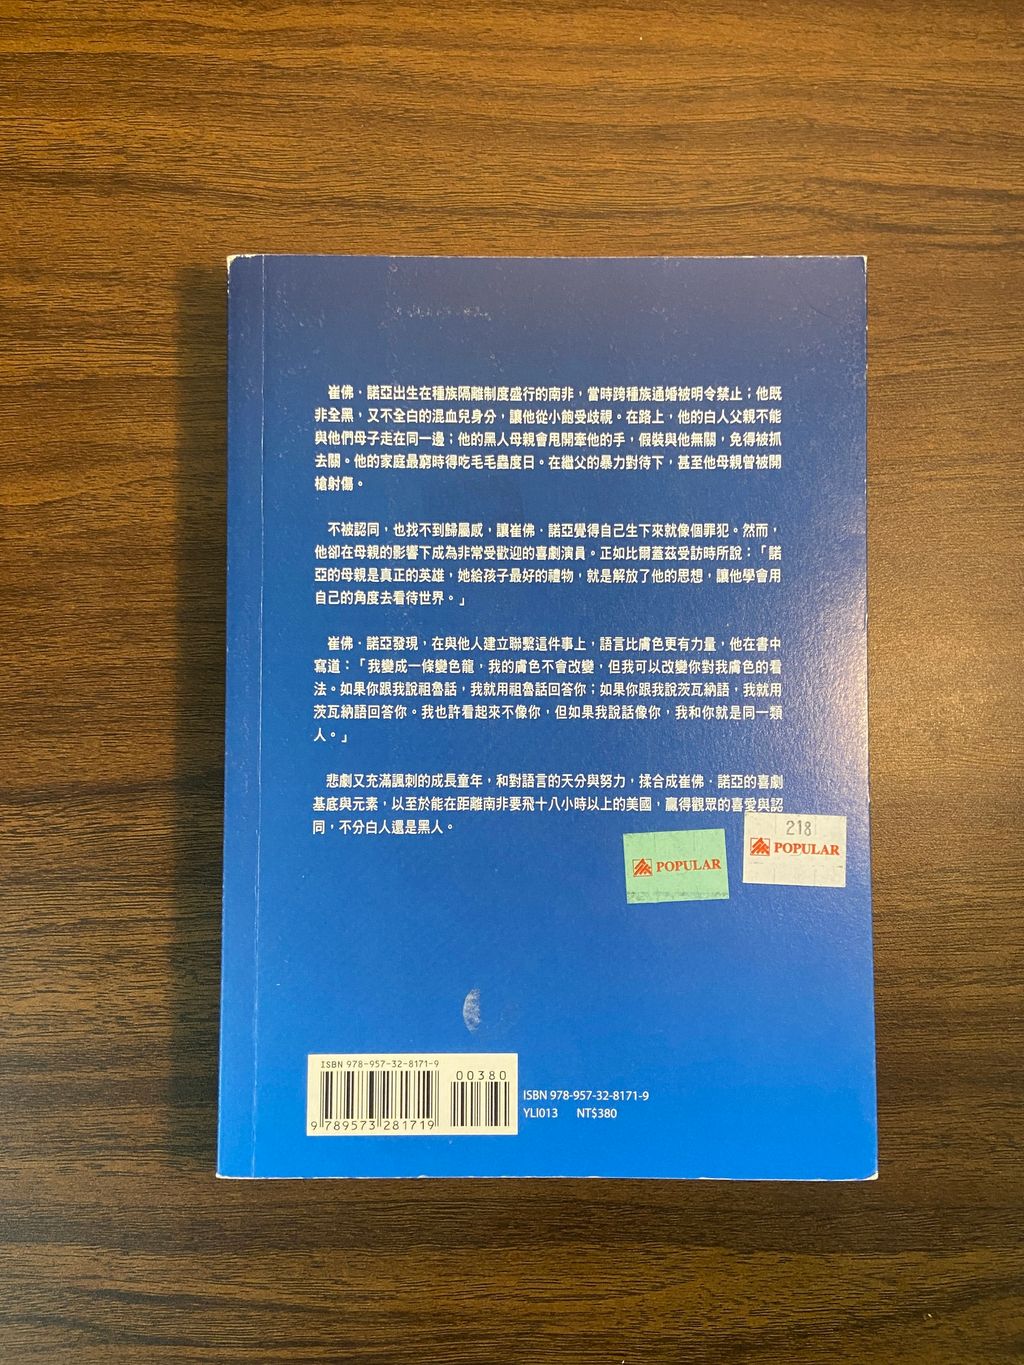 崔佛‧諾亞出生在種族隔離制度盛行的南非，當時跨種族通婚被明令禁止；他既
非全黑，又不全白的混血兒身分，讓他從小飽受歧視。在路上，他的白人父親不能
與他們母子走在同一邊；他的黑人母親會甩開牽他的手，假裝與他無關，免得被抓
去關。他的家庭最窮時得吃毛毛蟲度日。在繼父的暴力對待下，甚至他母親曾被開
槍射傷。
不被認同，也找不到歸屬感，讓崔佛‧諾亞覺得自己生下來就像個罪犯。然而，
他卻在母親的影響下成為非常受歡迎的喜劇演員。正如比爾蓋茲受訪時所說：「諾
亞的母親是真正的英雄，她給孩子最好的禮物，就是解放了他的思想，讓他學會用
自己的角度去看待世界。」
崔佛‧諾亞發現，在與他人建立聯繫這件事上，語言比膚色更有力量，他在書中
寫道：「我變成一條變色龍，我的膚色不會改變，但我可以改變你對我膚色的看
法。如果你跟我說祖魯話，我就用祖魯話回答你；如果你跟我說茨瓦納語，我就用
茨瓦納語回答你。我也許看起來不像你，但如果我說話像你，我和你就是同一類
人。」
悲劇又充滿諷刺的成長童年，和對語言的天分與努力，揉合成崔佛‧諾亞的喜劇
基底與元素，以至於能在距離南非要飛十八小時以上的美國，贏得觀眾的喜愛與認
同，不分白人還是黑人。
218
POPULAR
POPULAR
ISBN 978-957-32-8171-9
00380
9 789573 281719
ISBN 978-957-32-8171-9
YLI013 NT$380